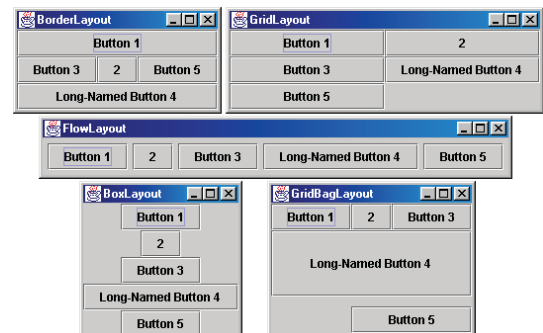 BorderLayout
Button 1
Button 3 2 Button 5
Long-Named Button 4
GridLayout
Button 1 2
Button 3 Long-Named Button 4
Button 5
FlowLayout
Button 1 2 Button 3 Long-Named Button 4 Button 5
BoxLayout
Button 1
2
Button 3
Long-Named Button 4
Button 5
GridBagLayout
Button 1 2 Button 3
Long-Named Button 4
Button 5